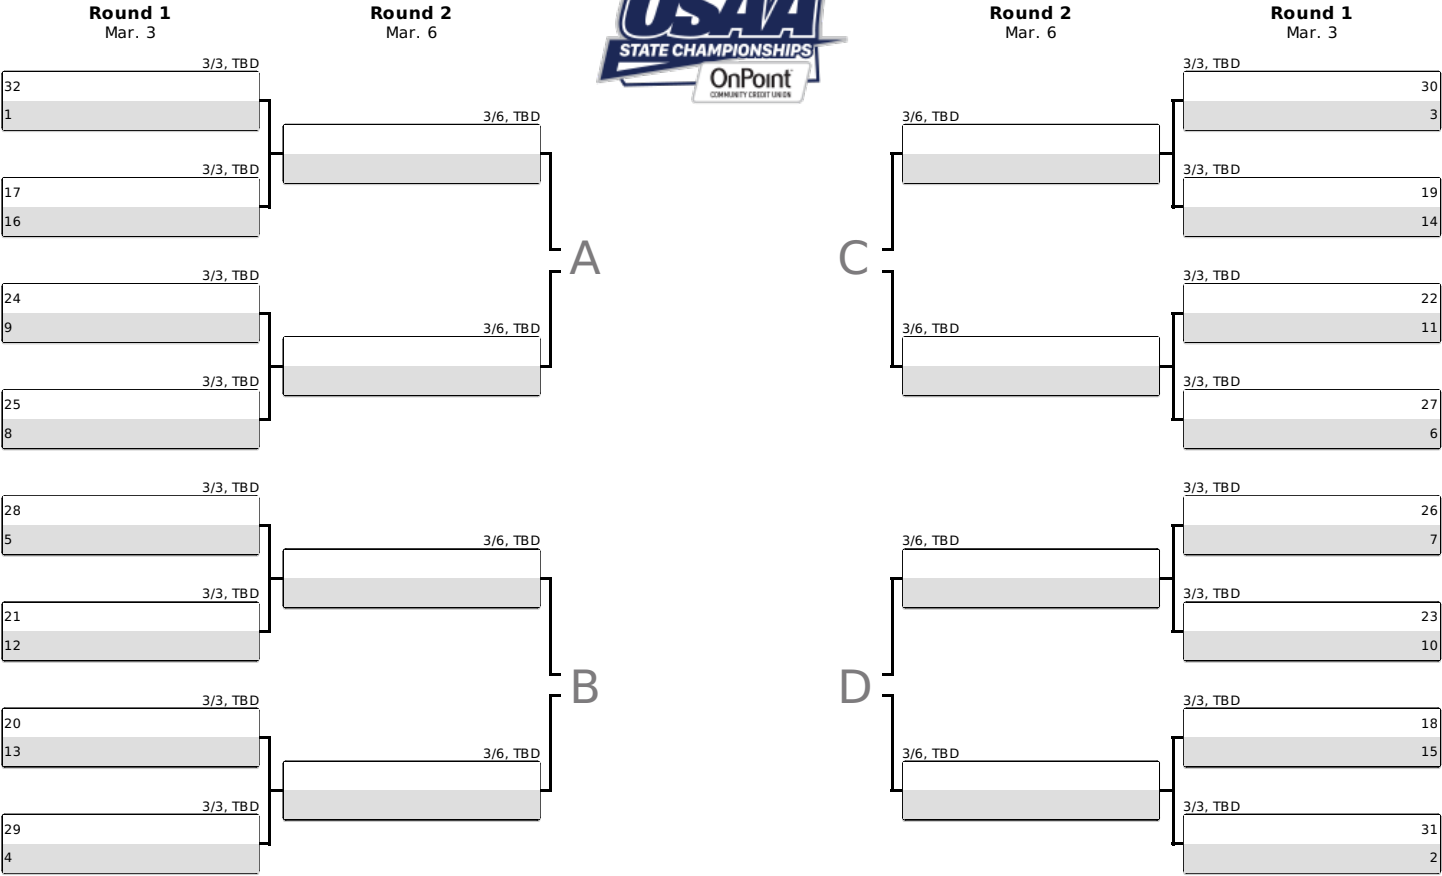 Round 1
Mar. 3
Round 2
Mar. 6
Round 2
Mar. 6
Round 1
Mar. 3
USAA
STATE CHAMPIONSHIPS
OnPoint
COMMUNITY CREDIT UNION
3/3, TBD
32
1
3/3, TBD
17
16
3/3, TBD
24
9
3/3, TBD
25
8
3/3, TBD
28
5
3/3, TBD
21
12
3/3, TBD
20
13
3/3, TBD
29
4
3/6, TBD
3/6, TBD
3/6, TBD
3/6, TBD
A
B
C
D
3/6, TBD
3/6, TBD
3/6, TBD
3/6, TBD
3/3, TBD
30
3
3/3, TBD
19
14
3/3, TBD
22
11
3/3, TBD
27
6
3/3, TBD
26
7
3/3, TBD
23
10
3/3, TBD
18
15
3/3, TBD
31
2